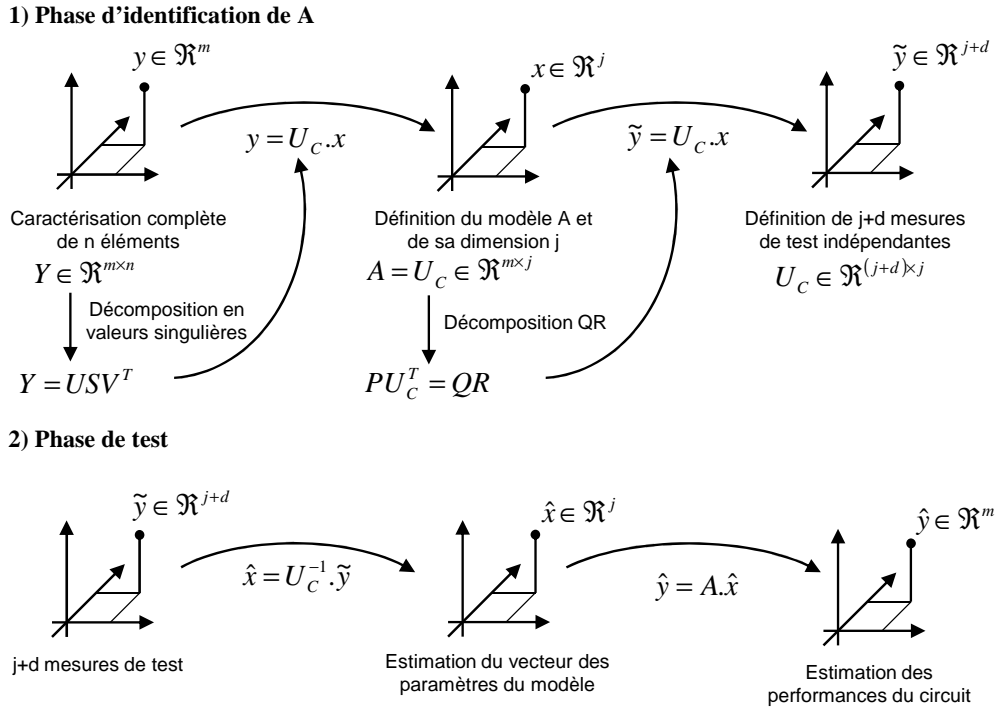 1) Phase d’identification de A
y ∈ ℜ^m
x ∈ ℜ^j
ỹ ∈ ℜ^{j+d}
y = U_C.x
ỹ = U_C.x
Caractérisation complète
de n éléments
Définition du modèle A et
de sa dimension j
Définition de j+d mesures
de test indépendantes
Y ∈ ℜ^{m×n}
A = U_C ∈ ℜ^{m×j}
U_C ∈ ℜ^{(j+d)×j}
Décomposition en
valeurs singulières
Décomposition QR
Y = USV^T
PU_C^T = QR
2) Phase de test
ỹ ∈ ℜ^{j+d}
x̂ ∈ ℜ^j
ŷ ∈ ℜ^m
x̂ = U_C^{-1}.ỹ
ŷ = A.x̂
j+d mesures de test
Estimation du vecteur des
paramètres du modèle
Estimation des
performances du circuit